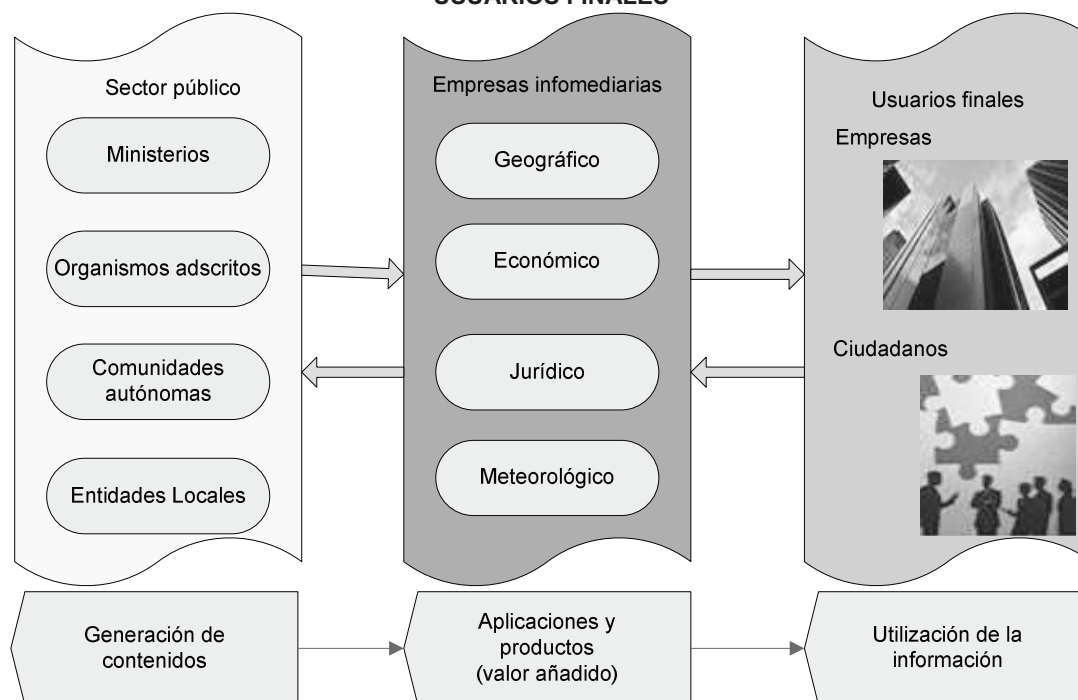 USUARIOS FINALES
Sector público
Ministerios
Organismos adscritos
Comunidades
autónomas
Entidades Locales
Empresas infomediarias
Geográfico
Económico
Jurídico
Meteorológico
Usuarios finales
Empresas
Ciudadanos
Generación de
contenidos
Aplicaciones y
productos
(valor añadido)
Utilización de la
información